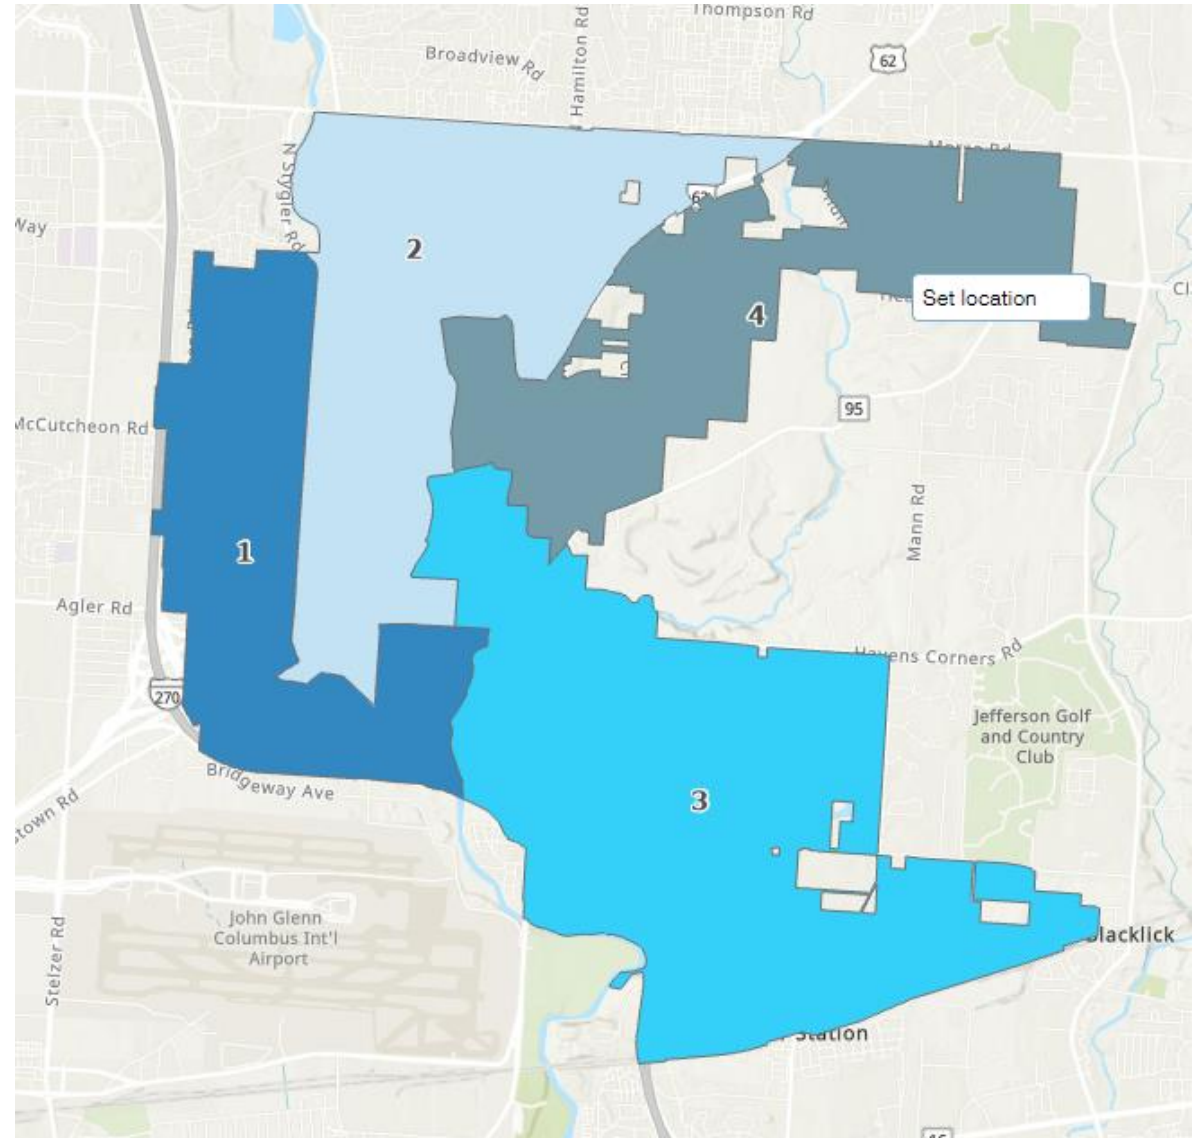 Thompson Rd
Broadview Rd
Hamilton Rd
62
N Stygler Rd
62
Way
2
Set location
4
95
McCutcheon Rd
Mann Rd
1
Agler Rd
Havens Corners Rd
270
Jefferson Golf
and Country
Club
Bridgeway Ave
3
John Glenn
Columbus Int'l
Airport
Stelzer Rd
Blacklick
Station